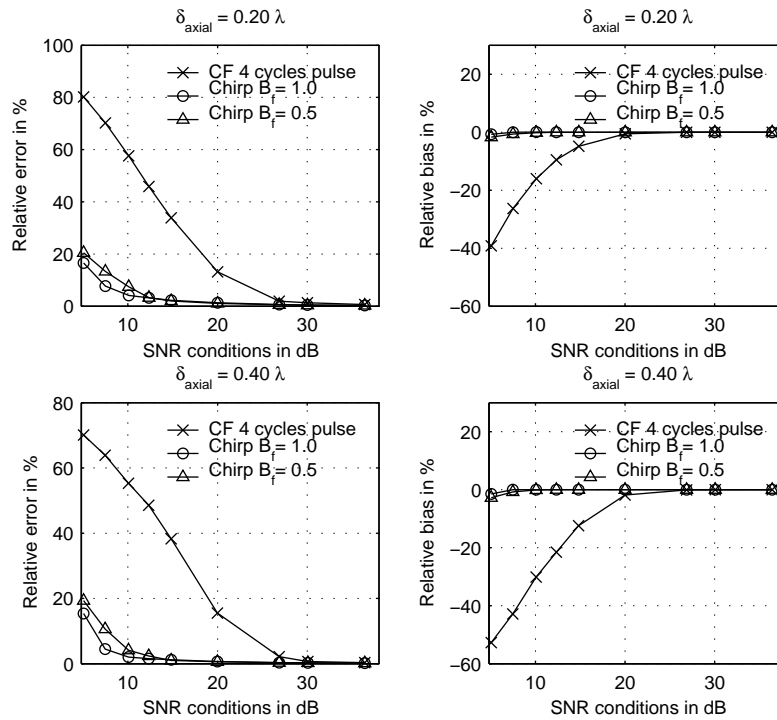 δaxial = 0.20 λ
100
80
60
40
20
0
Relative error in %
CF 4 cycles pulse
Chirp Bf= 1.0
Chirp Bf= 0.5
10 20 30
SNR conditions in dB
δaxial = 0.20 λ
20
0
−20
−40
−60
Relative bias in %
CF 4 cycles pulse
Chirp Bf= 1.0
Chirp Bf= 0.5
10 20 30
SNR conditions in dB
δaxial = 0.40 λ
80
60
40
20
0
Relative error in %
CF 4 cycles pulse
Chirp Bf= 1.0
Chirp Bf= 0.5
10 20 30
SNR conditions in dB
δaxial = 0.40 λ
20
0
−20
−40
−60
Relative bias in %
CF 4 cycles pulse
Chirp Bf= 1.0
Chirp Bf= 0.5
10 20 30
SNR conditions in dB